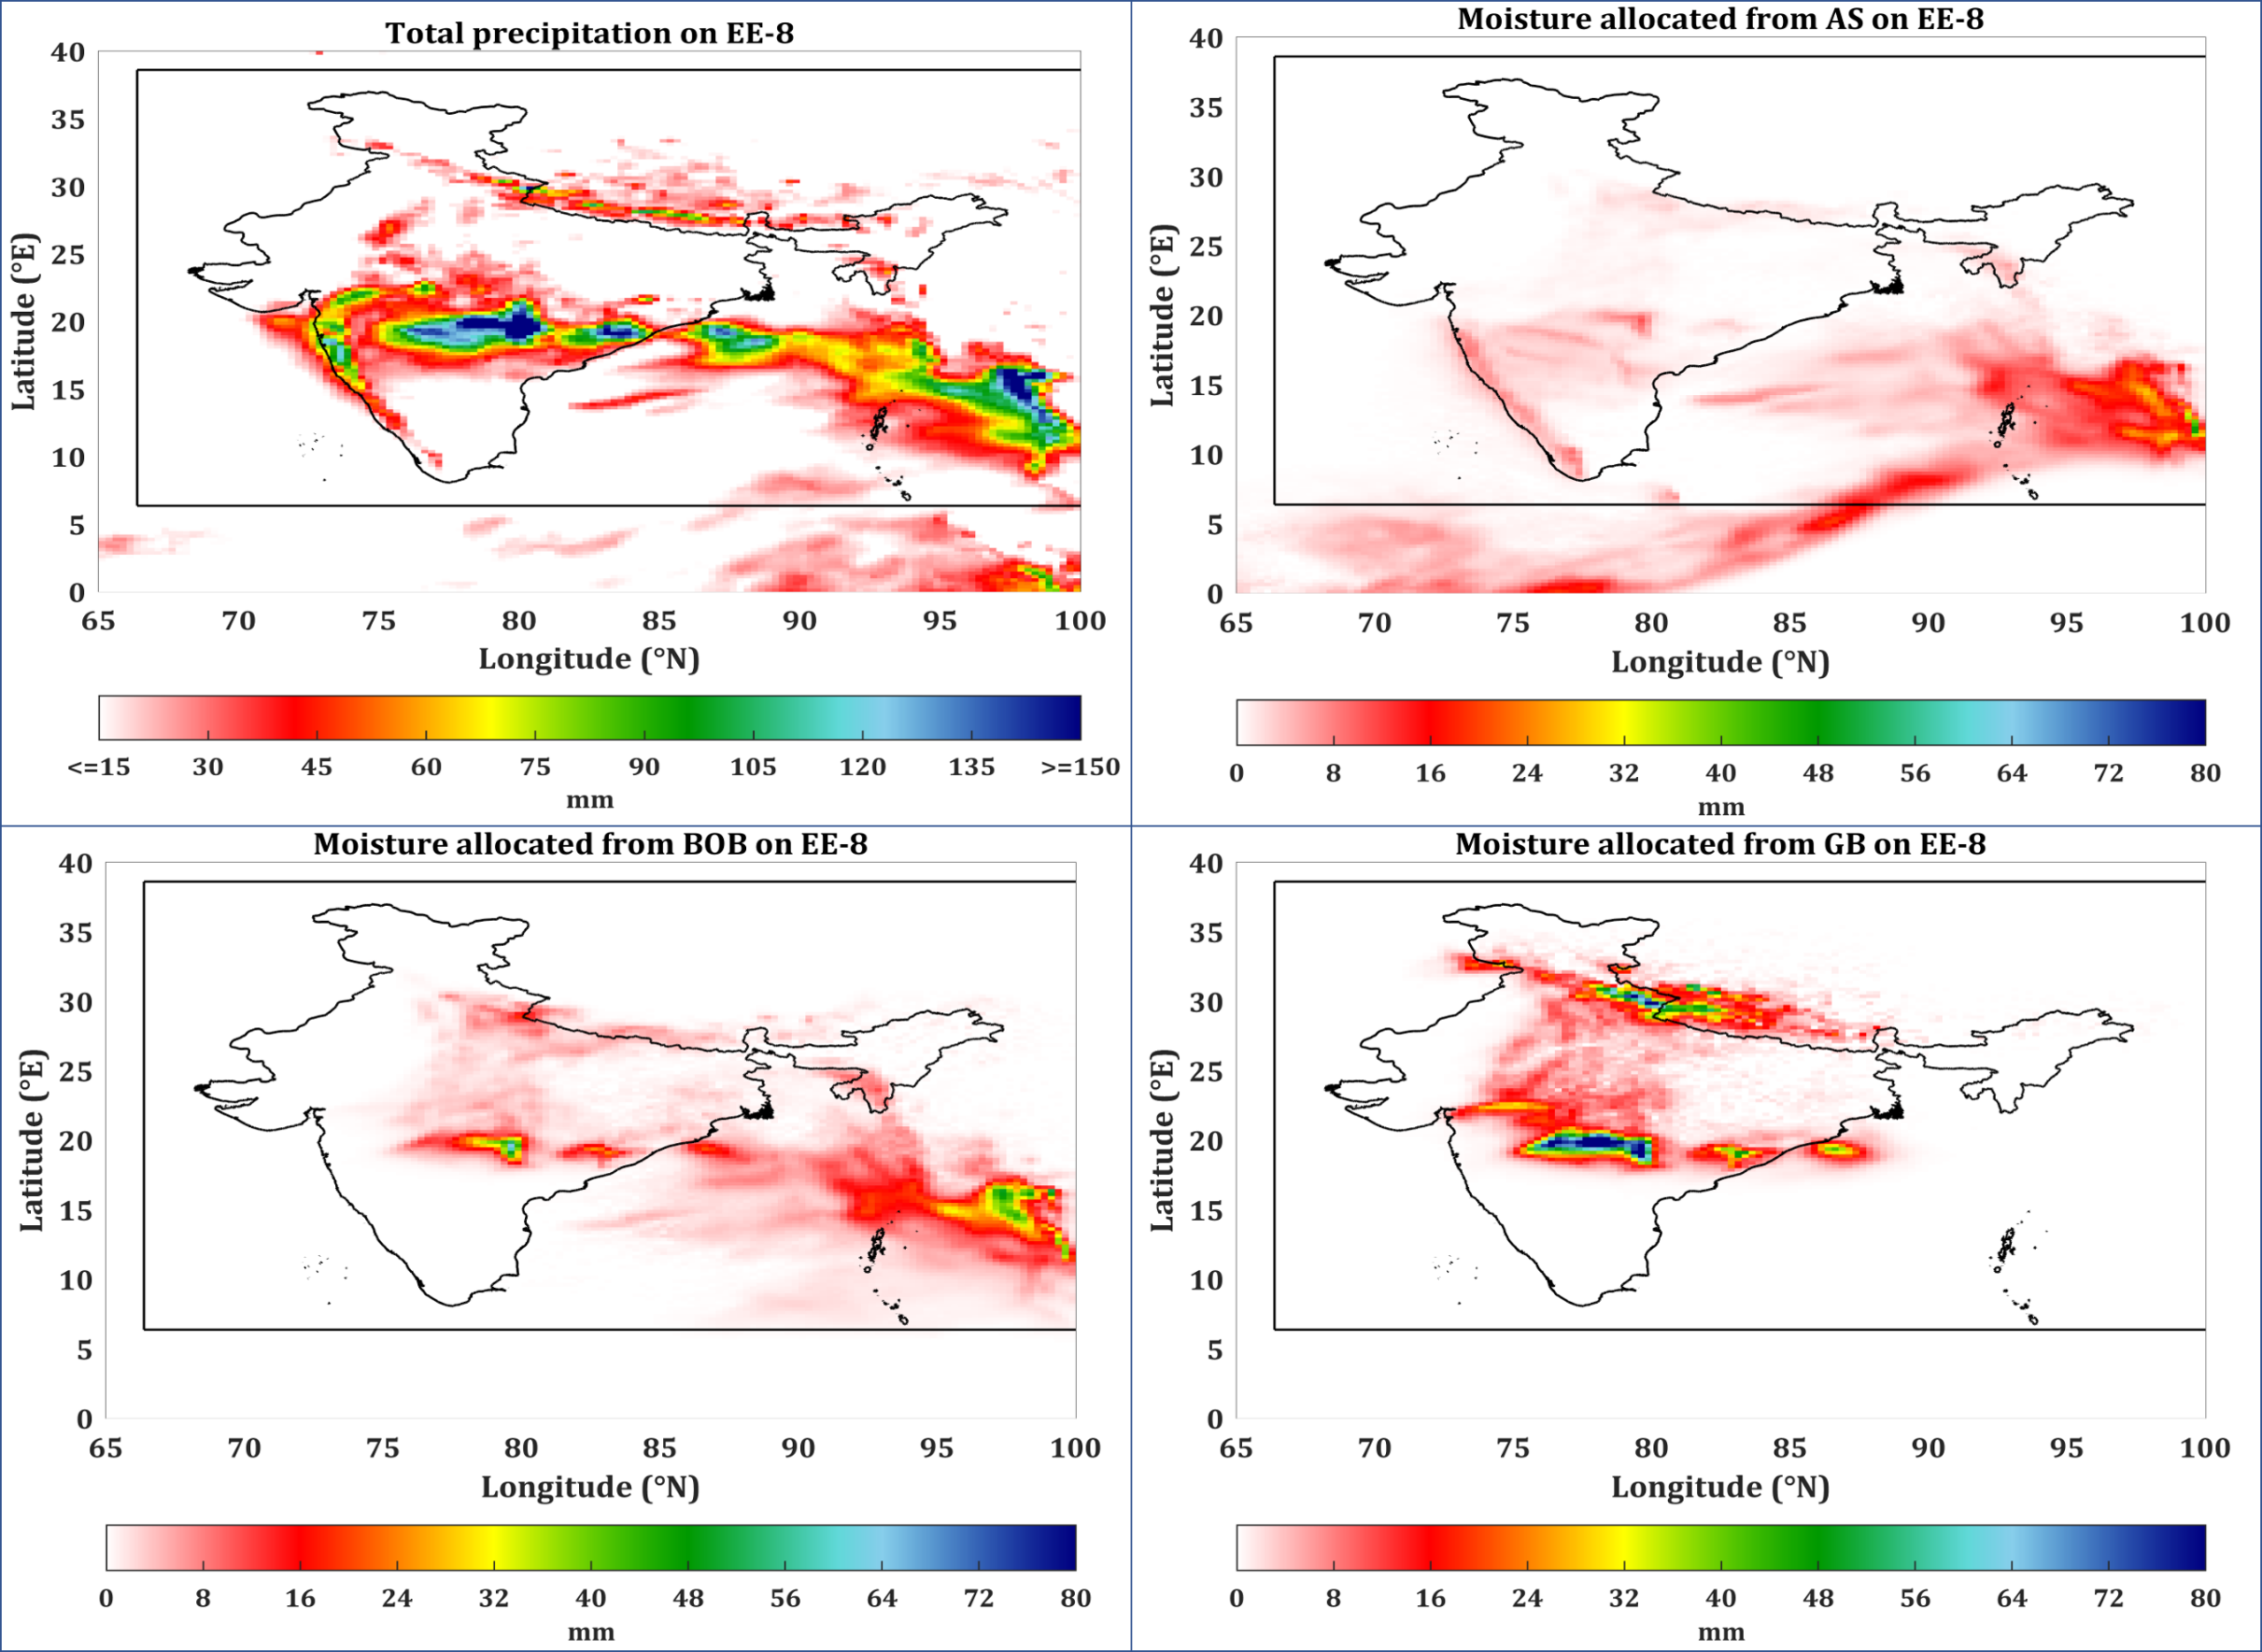 Total precipitation on EE-8
40
35
30
25
20
15
10
5
0
Latitude (°E)
65 70 75 80 85 90 95 100
Longitude (°N)
<=15 30 45 60 75 90 105 120 135 >=150
mm
Moisture allocated from AS on EE-8
40
35
30
25
20
15
10
5
0
Latitude (°E)
65 70 75 80 85 90 95 100
Longitude (°N)
0 8 16 24 32 40 48 56 64 72 80
mm
Moisture allocated from BOB on EE-8
40
35
30
25
20
15
10
5
0
Latitude (°E)
65 70 75 80 85 90 95 100
Longitude (°N)
0 8 16 24 32 40 48 56 64 72 80
mm
Moisture allocated from GB on EE-8
40
35
30
25
20
15
10
5
0
Latitude (°E)
65 70 75 80 85 90 95 100
Longitude (°N)
0 8 16 24 32 40 48 56 64 72 80
mm